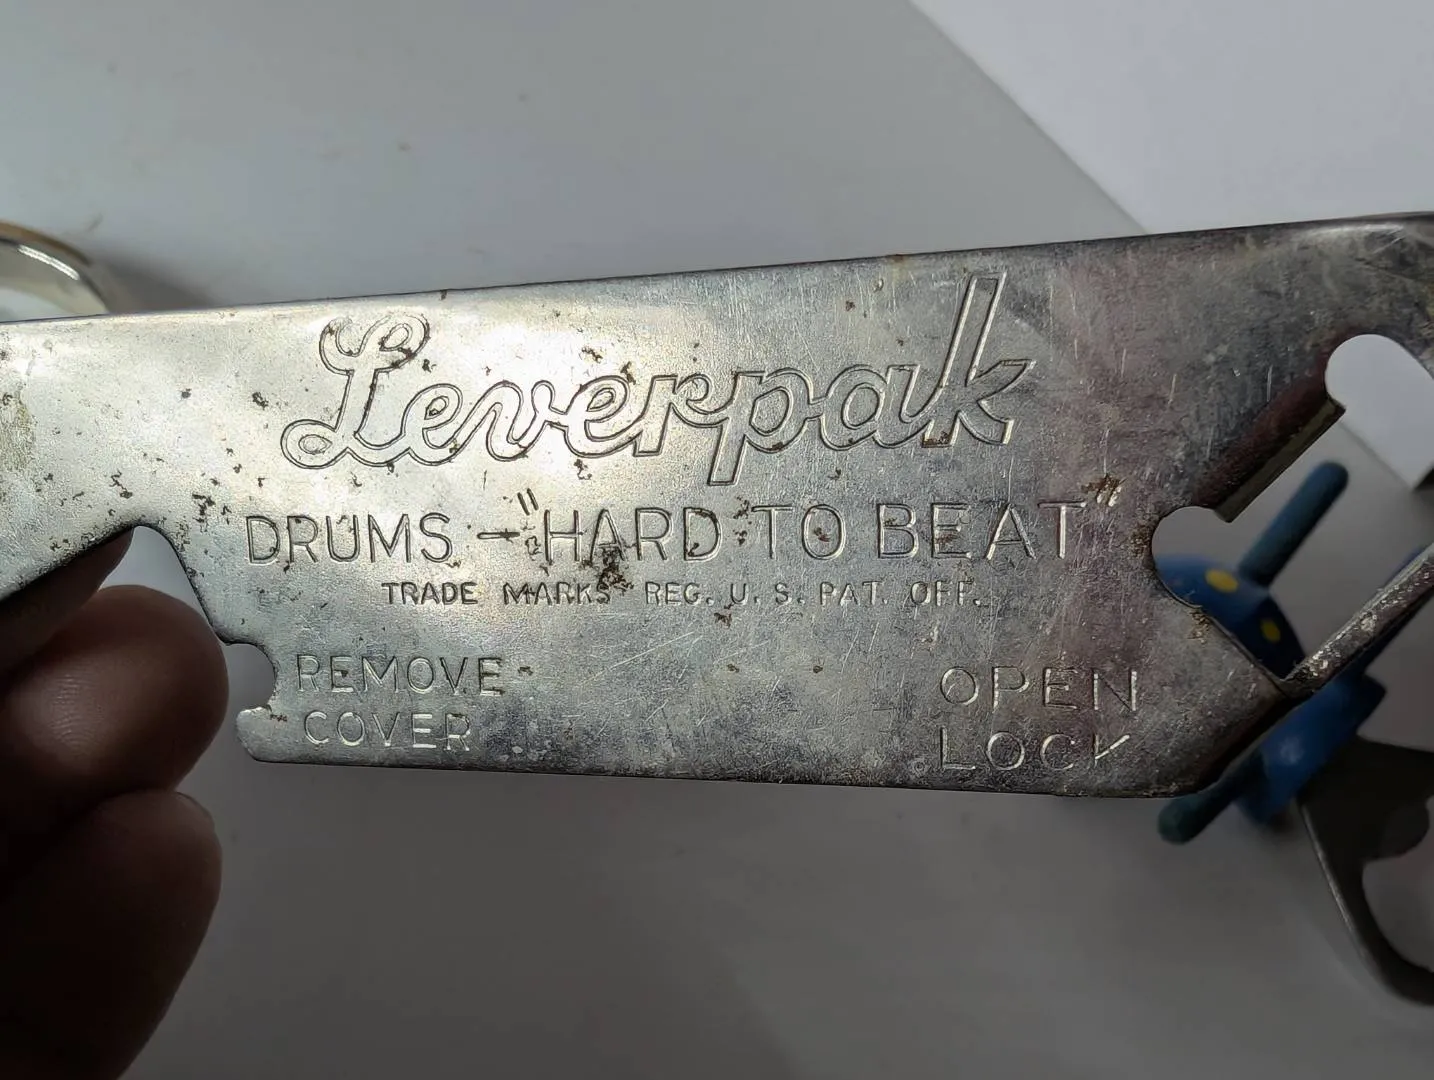 Leverpak
DRUMS - "HARD TO BEAT"
TRADE MARKS REG. U. S. PAT. OFF.
REMOVE
COVER
OPEN
LOCK